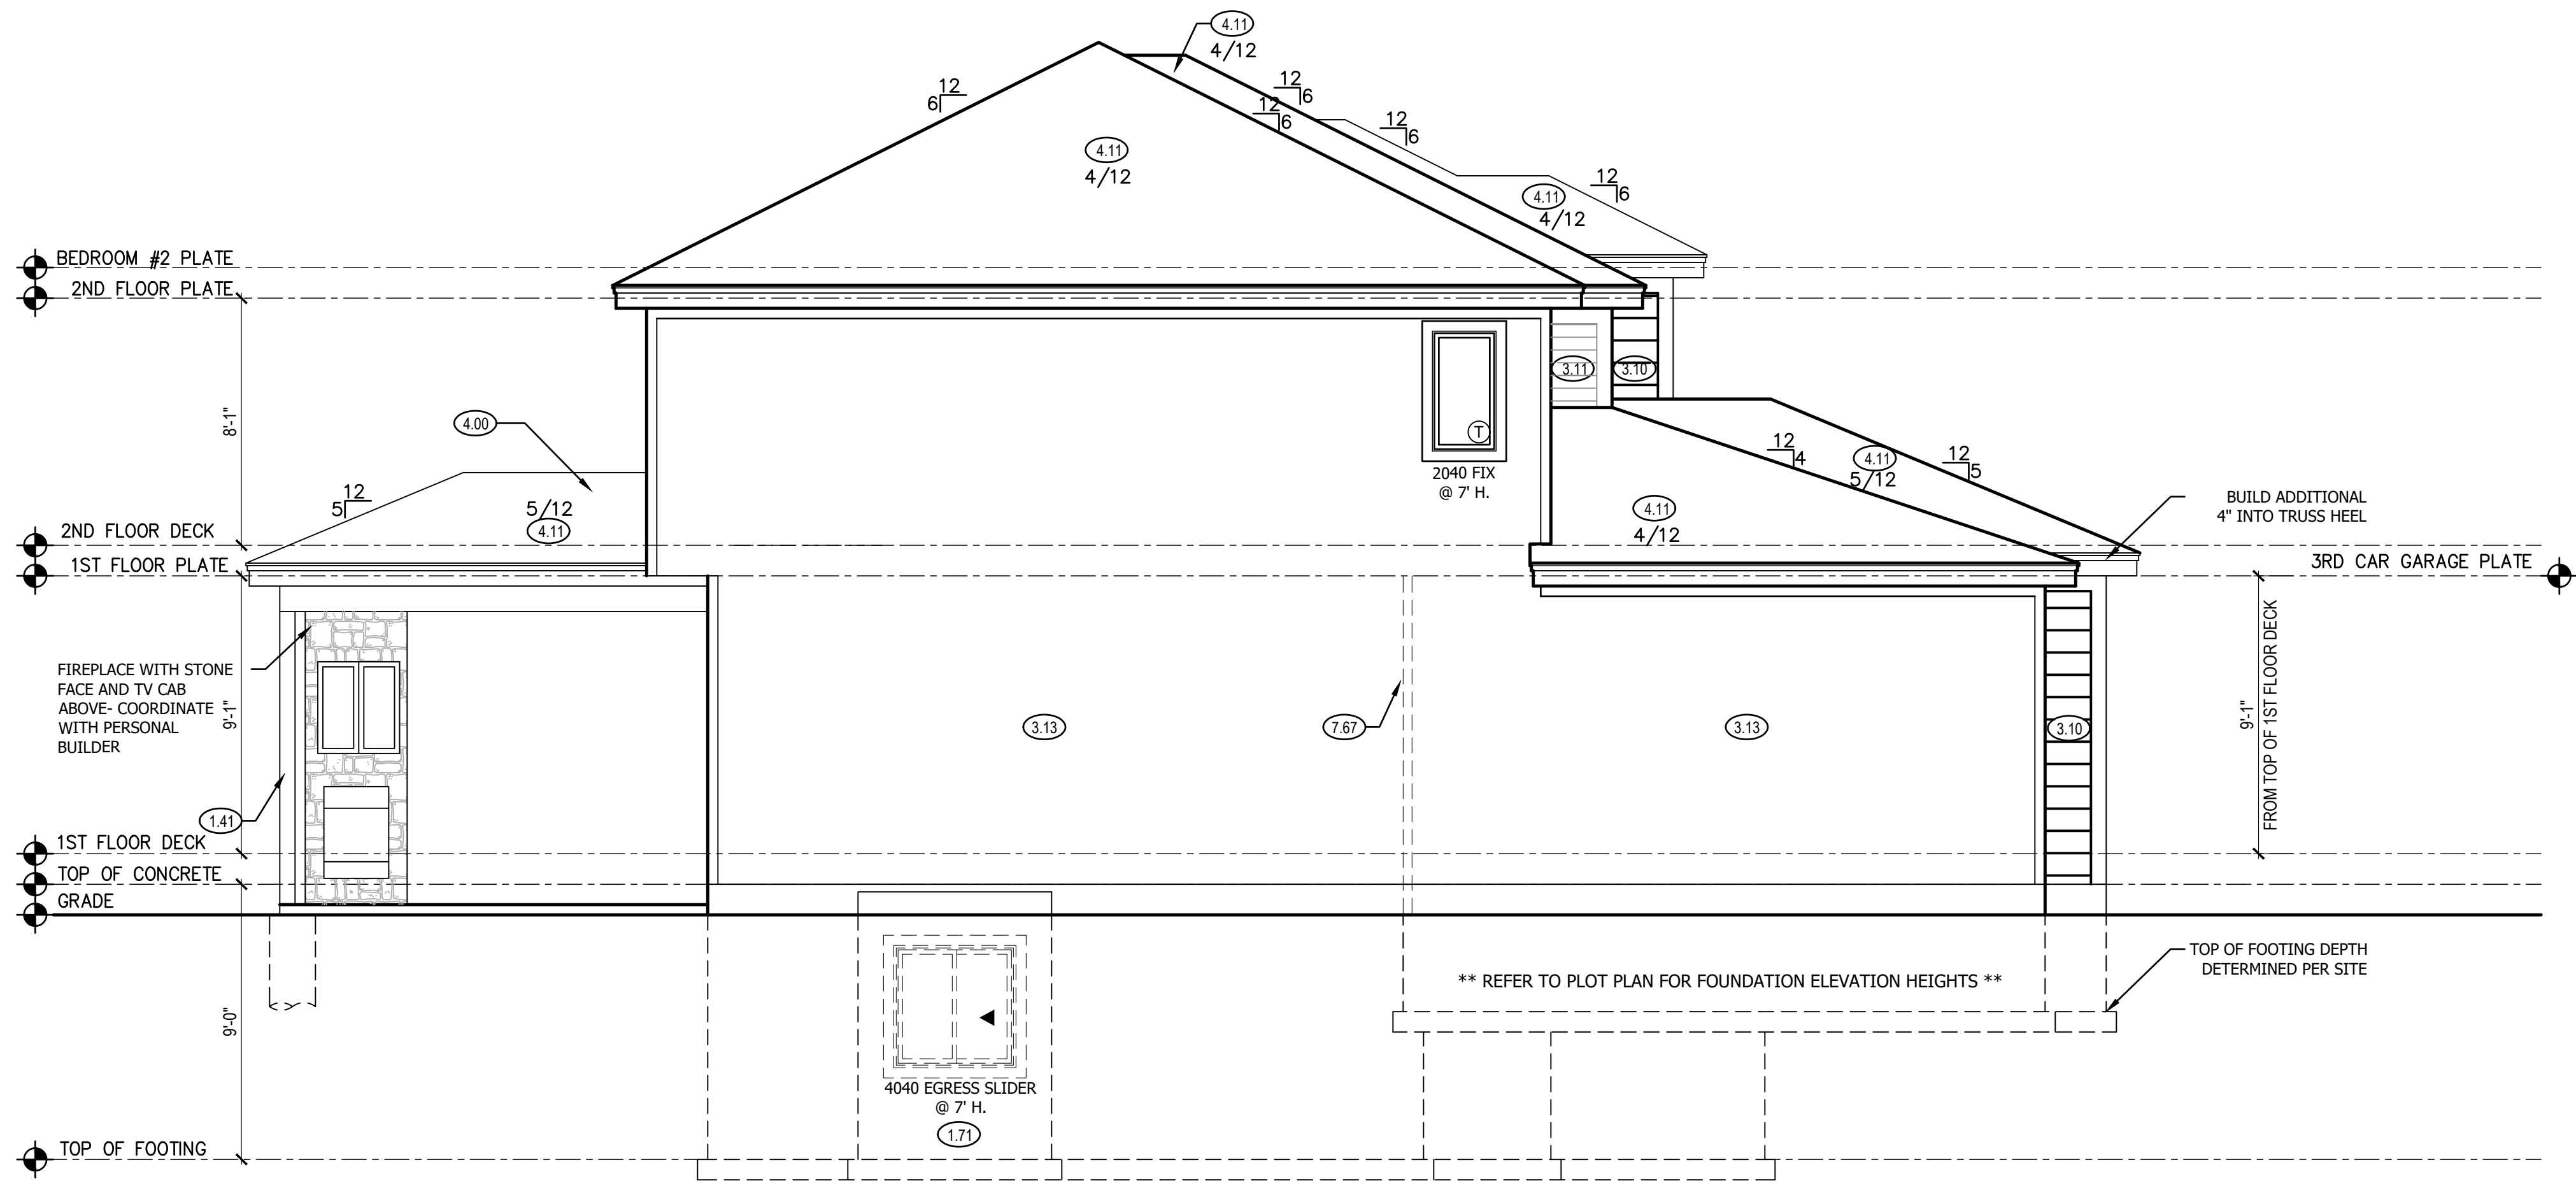 4.11
4/12
12
6
12
6
12
6
12
6
4.11
4/12
12
6
4.11
4/12
BEDROOM #2 PLATE
2ND FLOOR PLATE
8'-1"
4.00
3.11
3.10
T
2040 FIX
@ 7' H.
12
5
5/12
4.11
12
4
4.11
5/12
12
5
4.11
4/12
BUILD ADDITIONAL
4" INTO TRUSS HEEL
2ND FLOOR DECK
1ST FLOOR PLATE
3RD CAR GARAGE PLATE
FIREPLACE WITH STONE
FACE AND TV CAB
ABOVE- COORDINATE
WITH PERSONAL
BUILDER
9'-1"
3.13
7.67
3.13
3.10
9'-1"
FROM TOP OF 1ST FLOOR DECK
1.41
1ST FLOOR DECK
TOP OF CONCRETE
GRADE
9'-0"
** REFER TO PLOT PLAN FOR FOUNDATION ELEVATION HEIGHTS **
TOP OF FOOTING DEPTH
DETERMINED PER SITE
4040 EGRESS SLIDER
@ 7' H.
1.71
TOP OF FOOTING